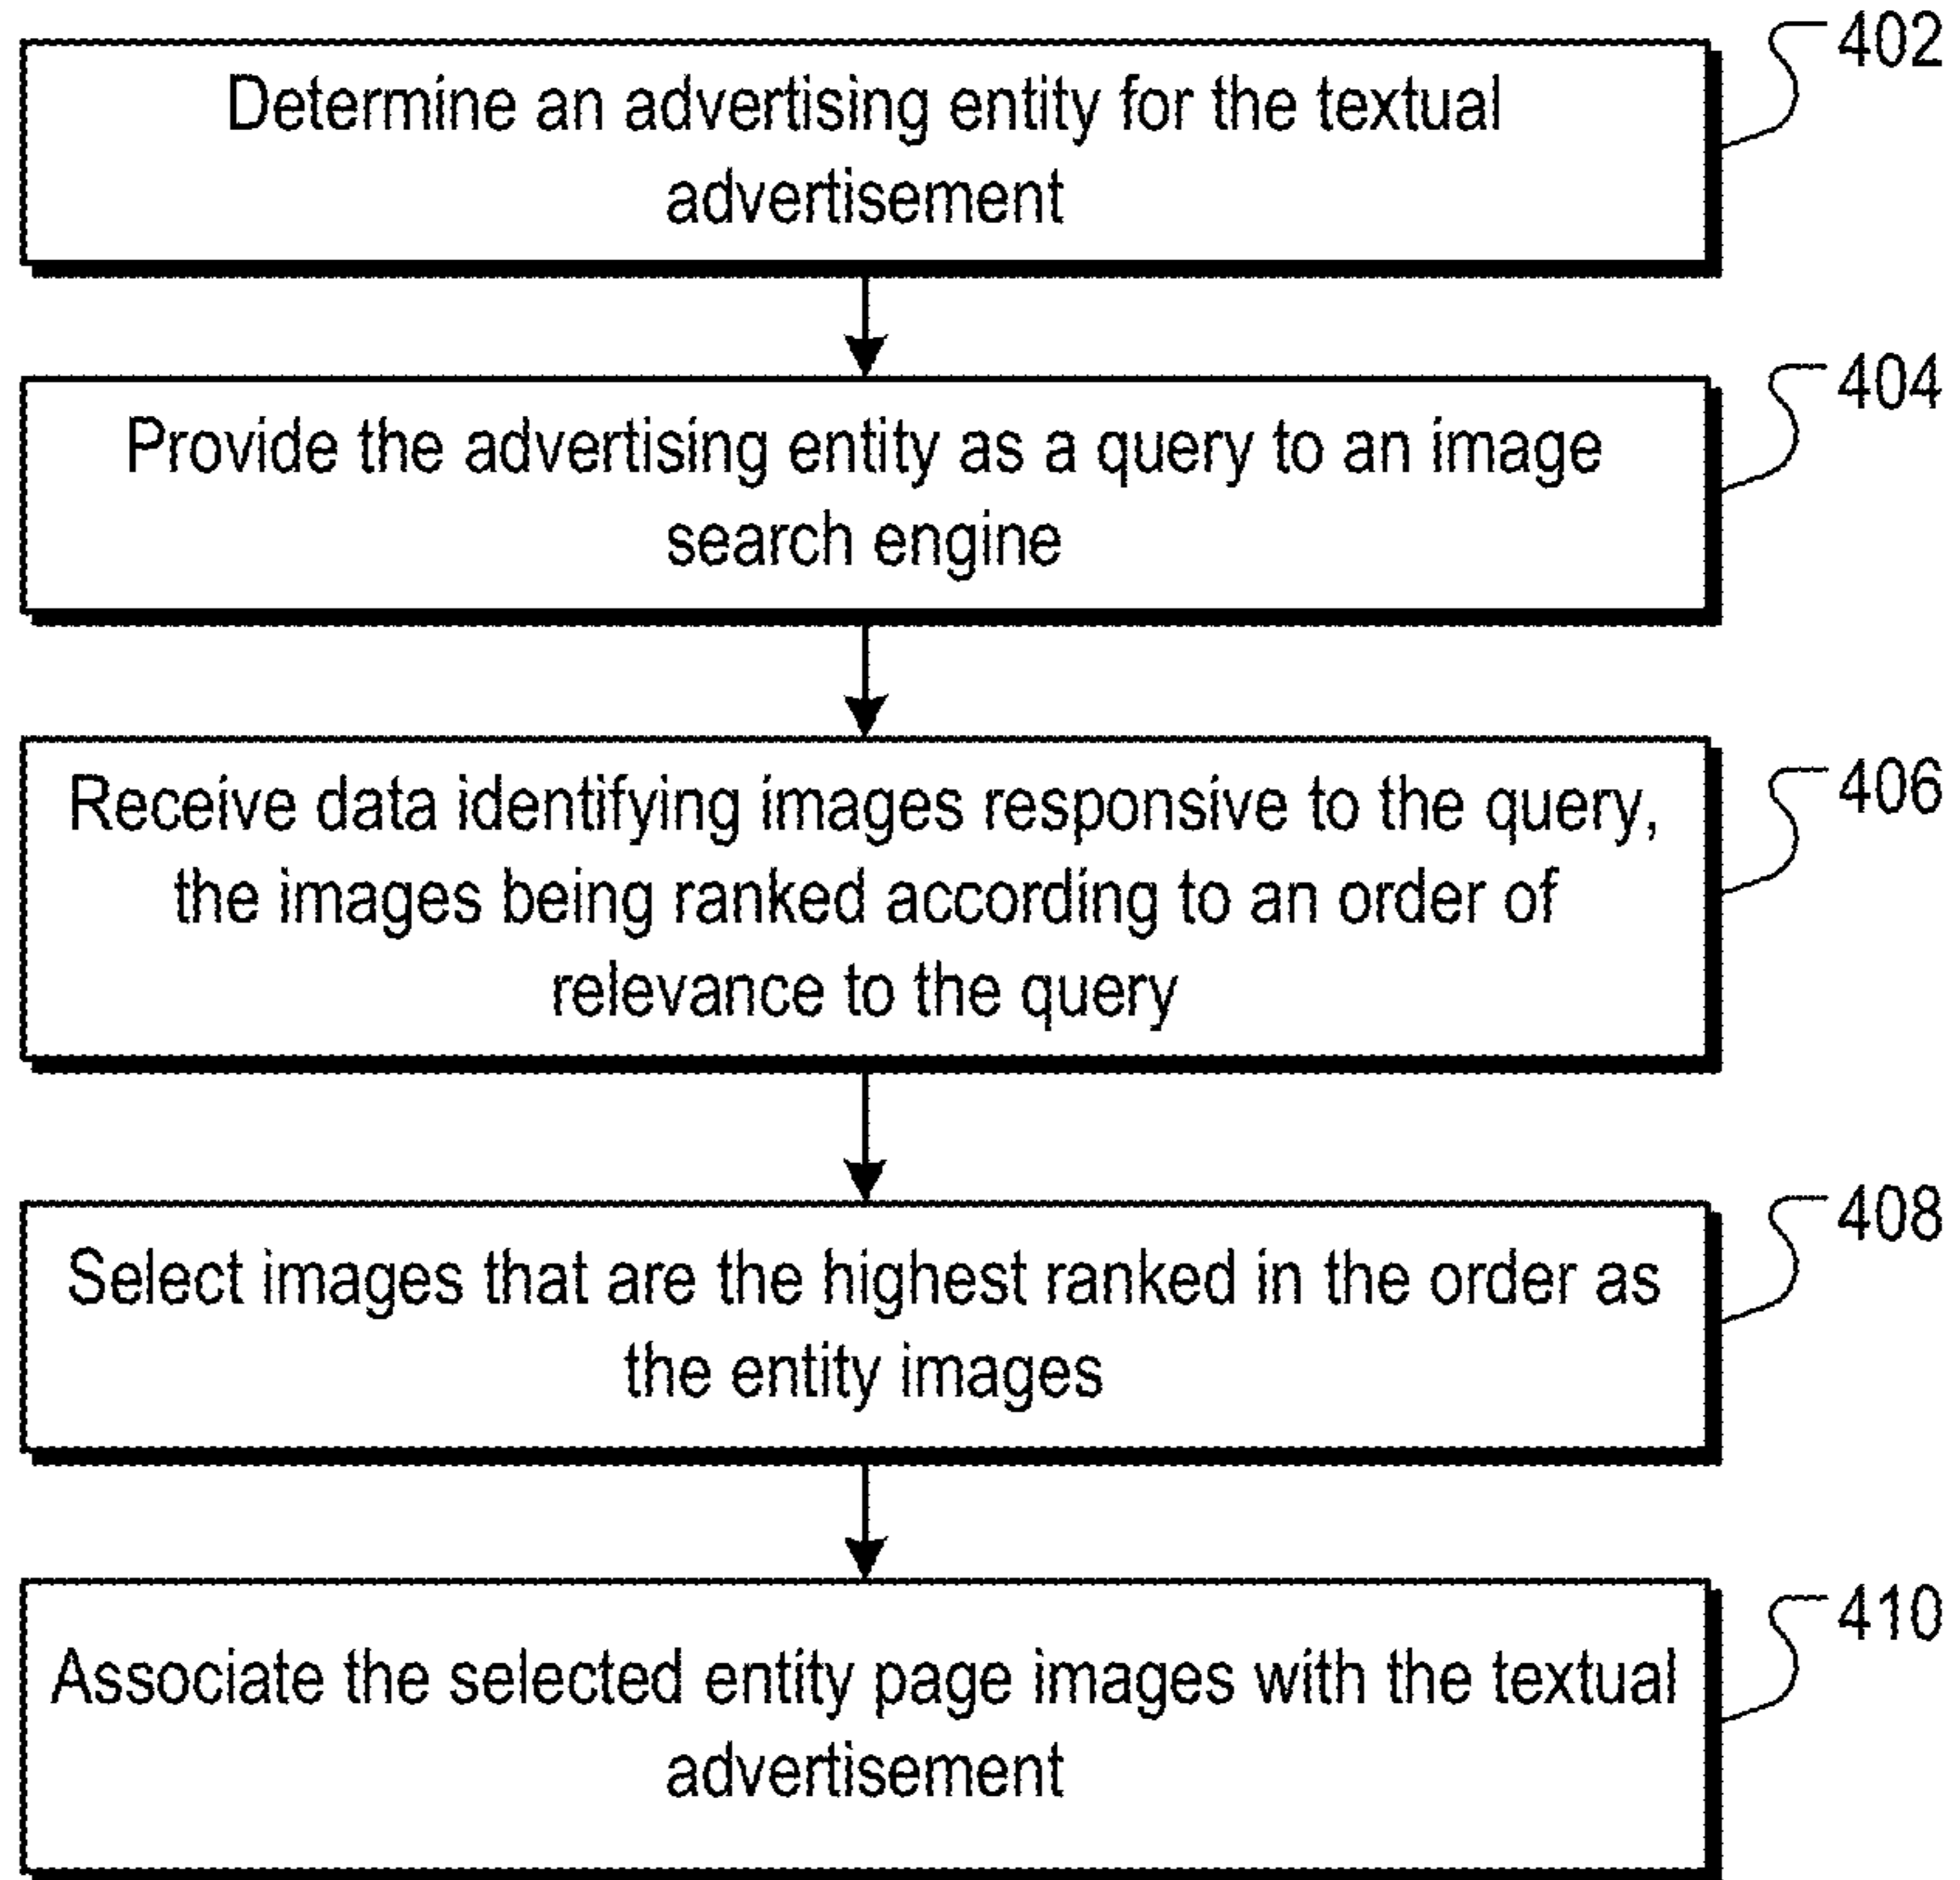 402
Determine an advertising entity for the textual
advertisement
404
Provide the advertising entity as a query to an image
search engine
406
Receive data identifying images responsive to the query,
the images being ranked according to an order of
relevance to the query
408
Select images that are the highest ranked in the order as
the entity images
410
Associate the selected entity page images with the textual
advertisement